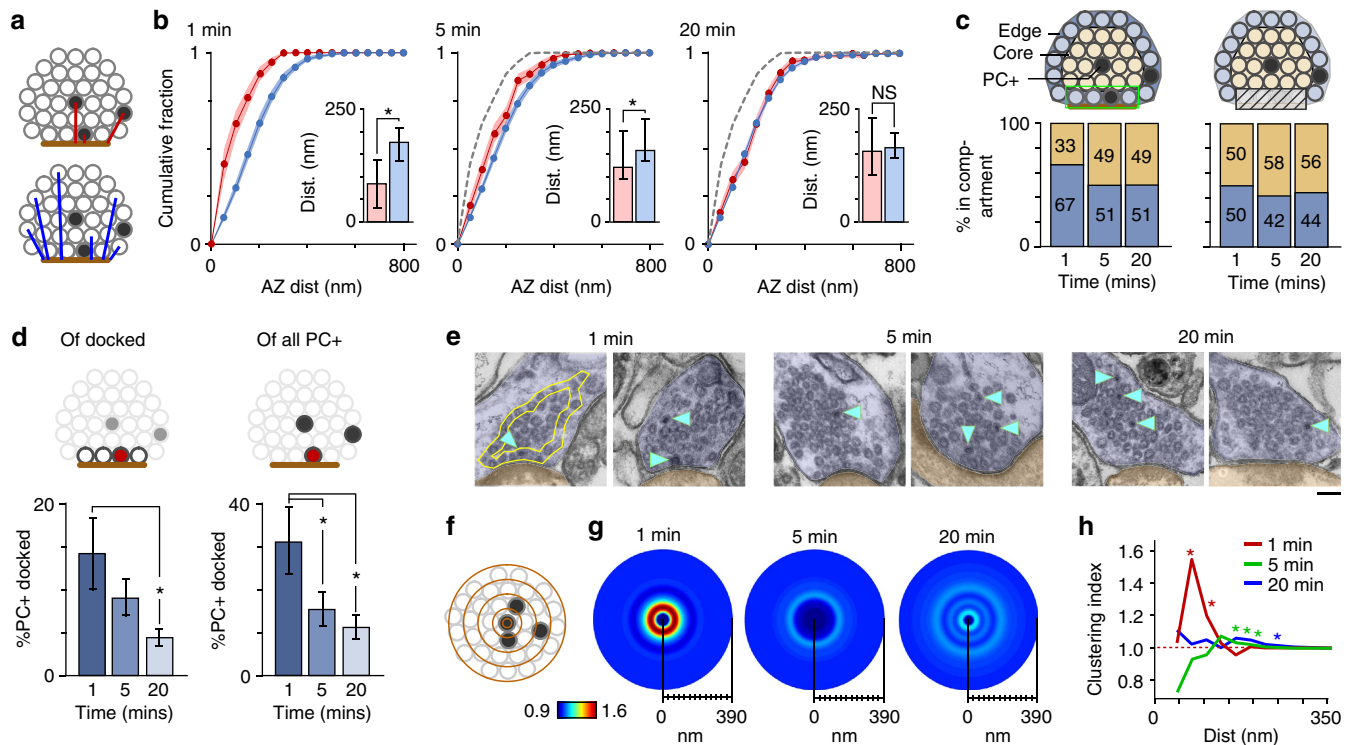 a
b
1 min
5 min
20 min
Cumulative fraction
1
0
0
800
AZ dist (nm)
250
0
Dist. (nm)
*
1
0
0
800
AZ dist (nm)
250
0
Dist. (nm)
*
1
0
0
800
AZ dist (nm)
250
0
Dist. (nm)
NS
c
Edge
Core
PC+
100
0
% in comp-
artment
33 49 49
67 51 51
1 5 20
Time (mins)
50 58 56
50 42 44
1 5 20
Time (mins)
d
Of docked
Of all PC+
20
0
%PC+ docked
*
1 5 20
Time (mins)
40
0
%PC+ docked
* *
1 5 20
Time (mins)
e
1 min
5 min
20 min
f
0.9 1.6
g
1 min
5 min
20 min
0 390
nm
0 390
nm
0 390
nm
h
1.6
1.4
1.2
1.0
0.8
Clustering index
1 min
5 min
20 min
* * * * * *
0 350
Dist (nm)